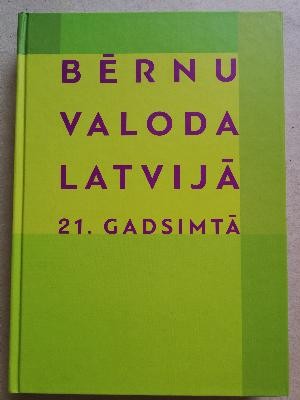 BĒRNU
VALODA
LATVIJĀ
21. GADSIMTĀ